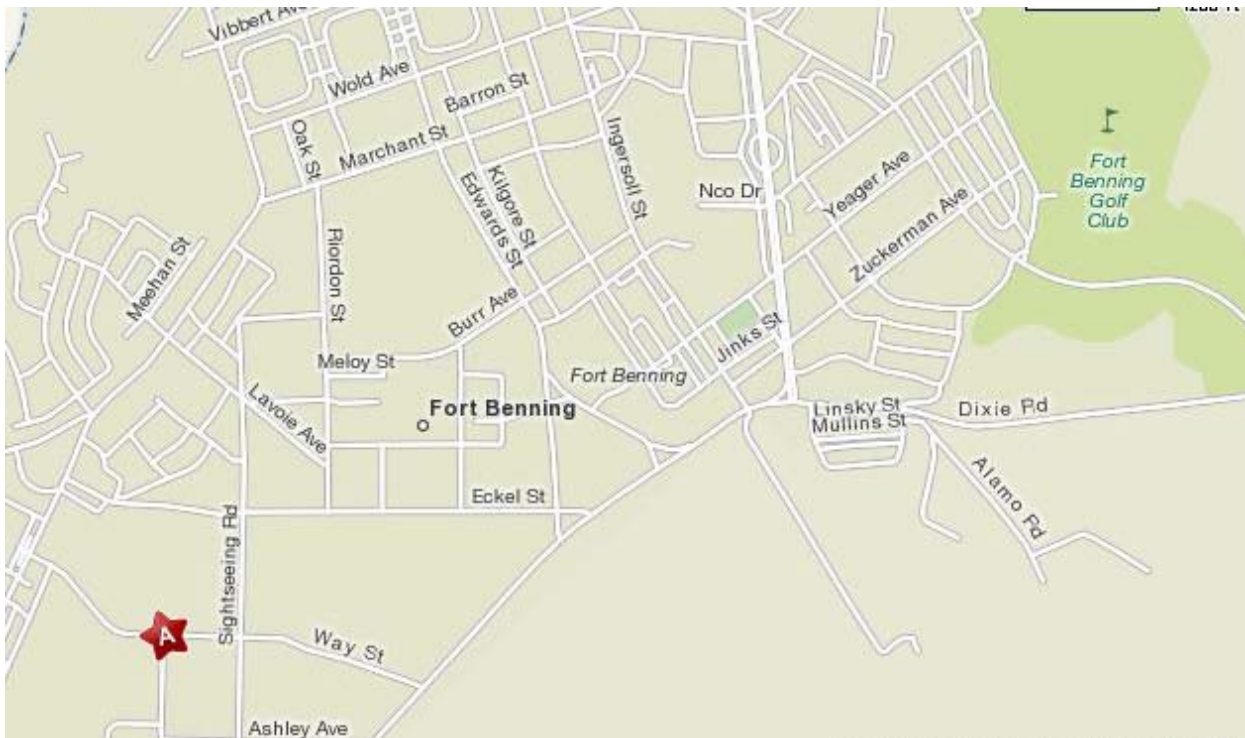 Vibbert Ave
Wold Ave
Barron St
Oak St
Marchant St
Ingersoll St
Kilgore St
Edwards St
Nco Dr
Yeager Ave
Zuckerman Ave
Fort
Benning
Golf
Club
Meehan St
Riordon St
Burr Ave
Meloy St
Jinks St
Fort Benning
Lavoie Ave
Fort Benning
Linsky St
Mullins St
Dixie Rd
Alamo Rd
Eckel St
Sightseeing Rd
A
Way St
Ashley Ave